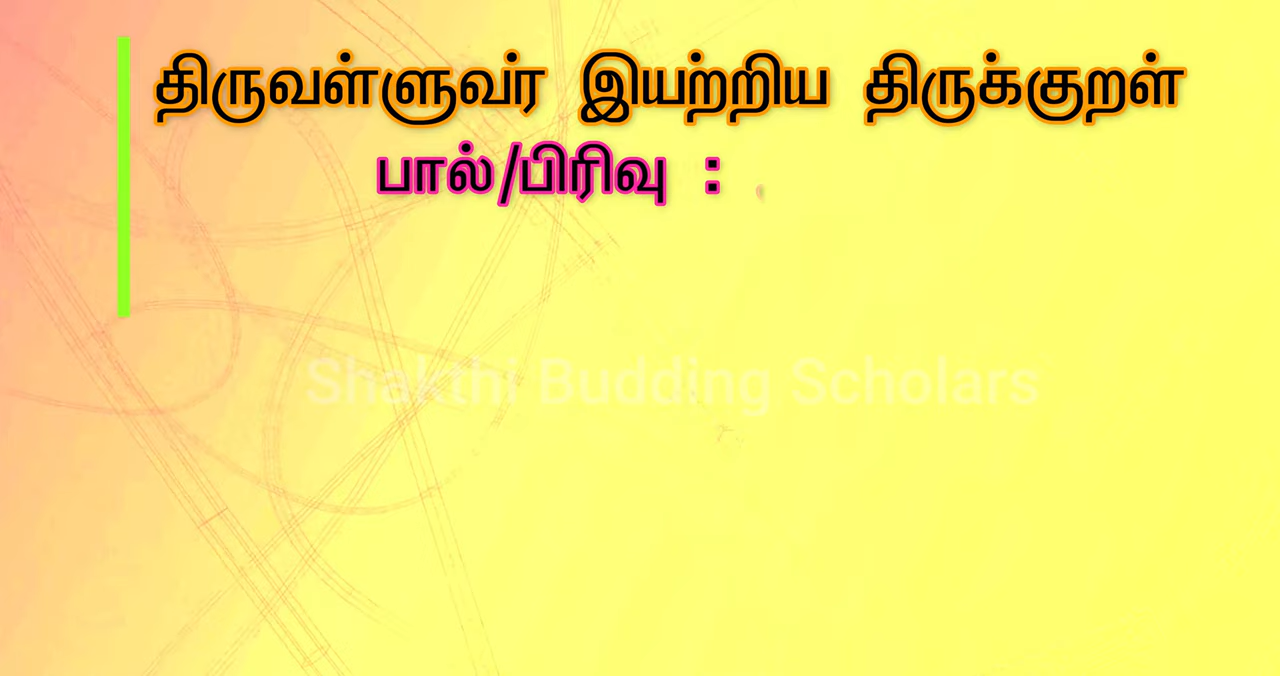 திருவள்ளுவர் இயற்றிய திருக்குறள்
பால்/பிரிவு :
Shakthi Budding Scholars